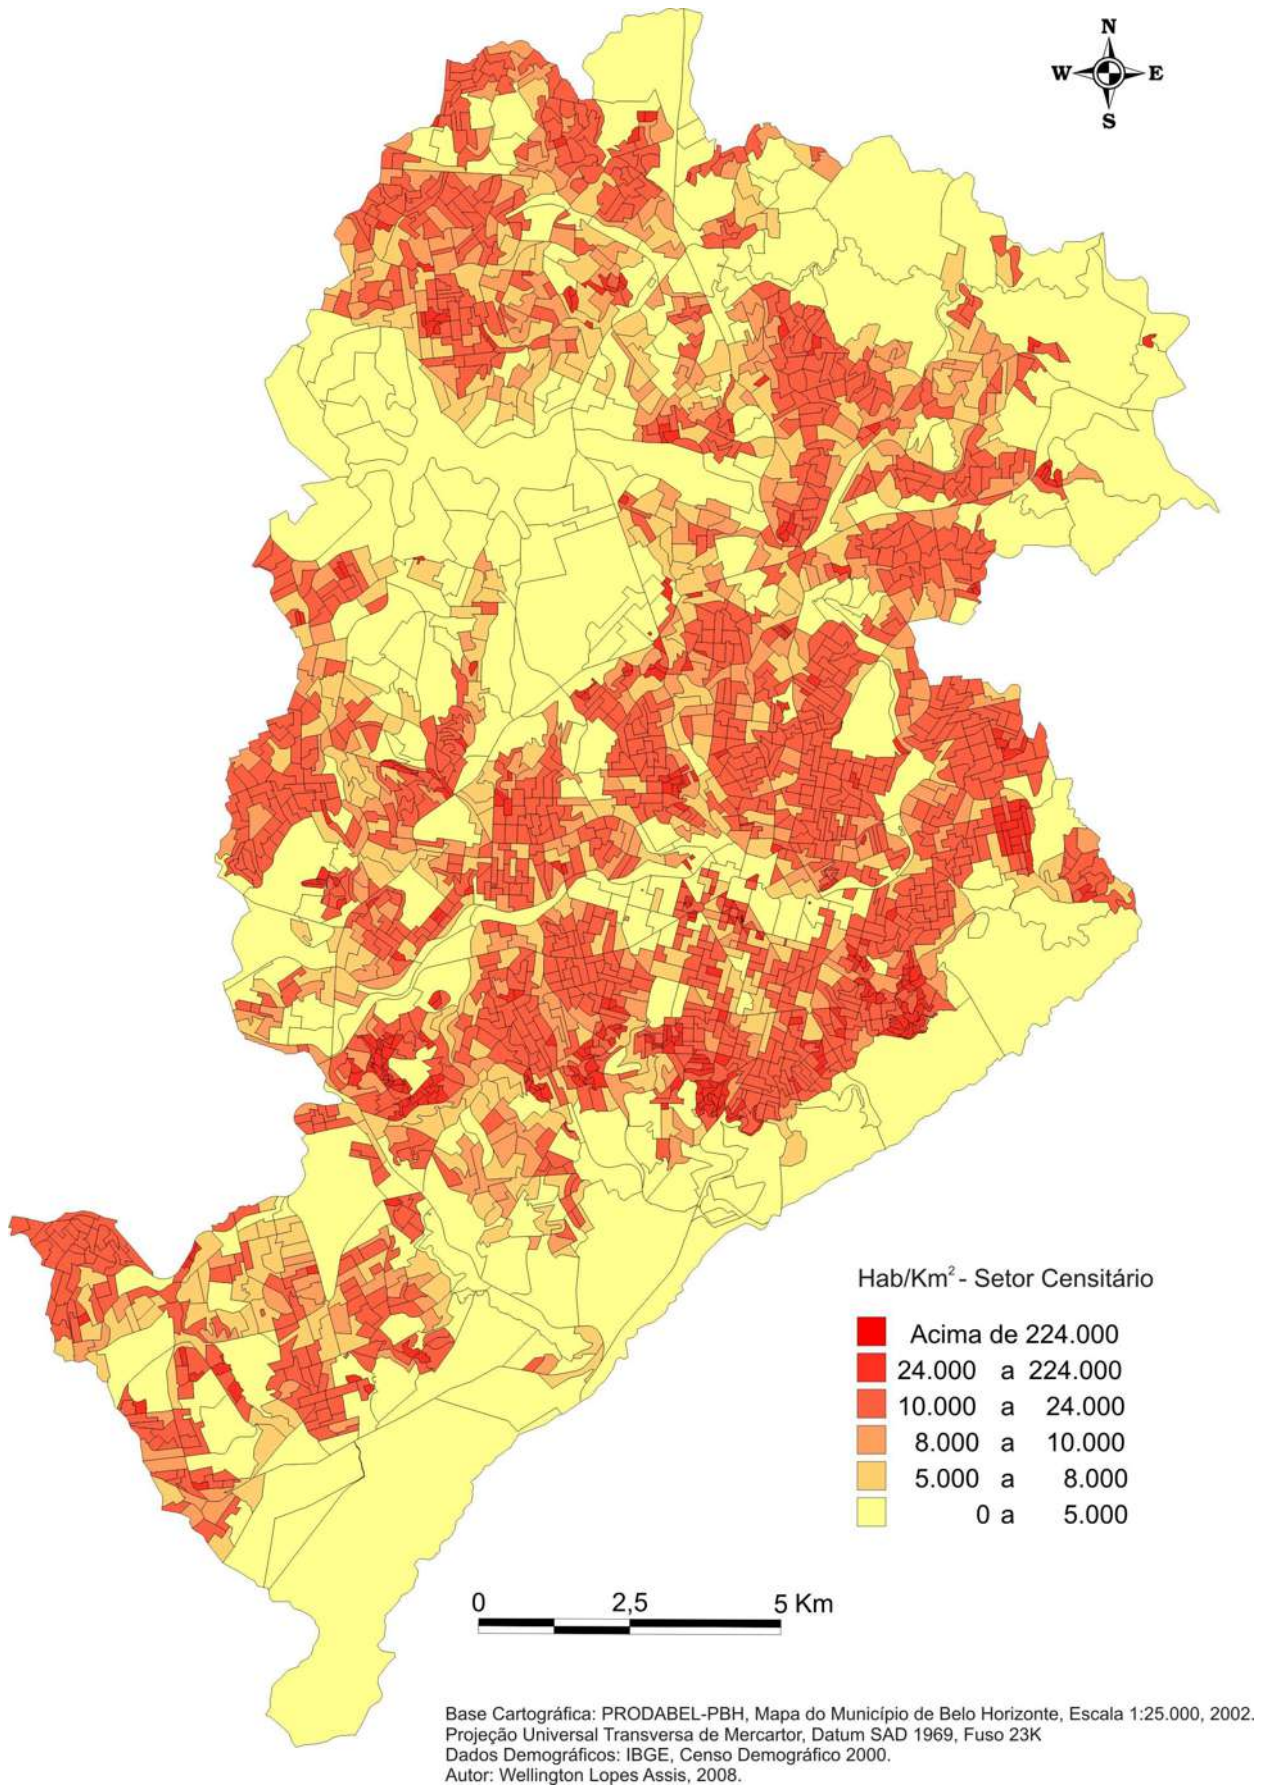 N
W E
S
Hab/Km² - Setor Censitário
Acima de 224.000
24.000 a 224.000
10.000 a 24.000
8.000 a 10.000
5.000 a 8.000
0 a 5.000
0 2,5 5 Km
Base Cartográfica: PRODABEL-PBH, Mapa do Município de Belo Horizonte, Escala 1:25.000, 2002.
Projeção Universal Transversa de Mercartor, Datum SAD 1969, Fuso 23K
Dados Demográficos: IBGE, Censo Demográfico 2000.
Autor: Wellington Lopes Assis, 2008.